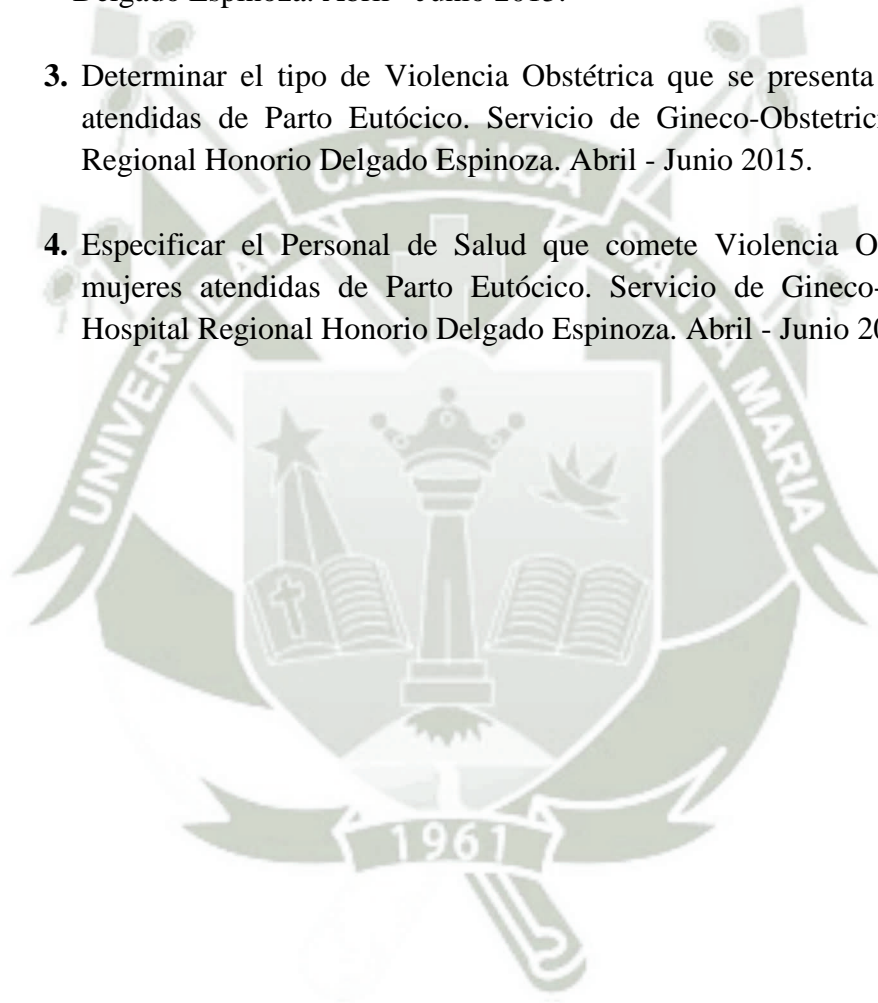 Delgado Espinoza. Abril - Junio 2015.
3. Determinar el tipo de Violencia Obstétrica que se presenta
atendidas de Parto Eutócico. Servicio de Gineco-Obstetrici
Regional Honorio Delgado Espinoza. Abril - Junio 2015.
4. Especificar el Personal de Salud que comete Violencia O
mujeres atendidas de Parto Eutócico. Servicio de Gineco-
Hospital Regional Honorio Delgado Espinoza. Abril - Junio 20
UNIVERSIDAD CATOLICA SANTA MARIA
1961